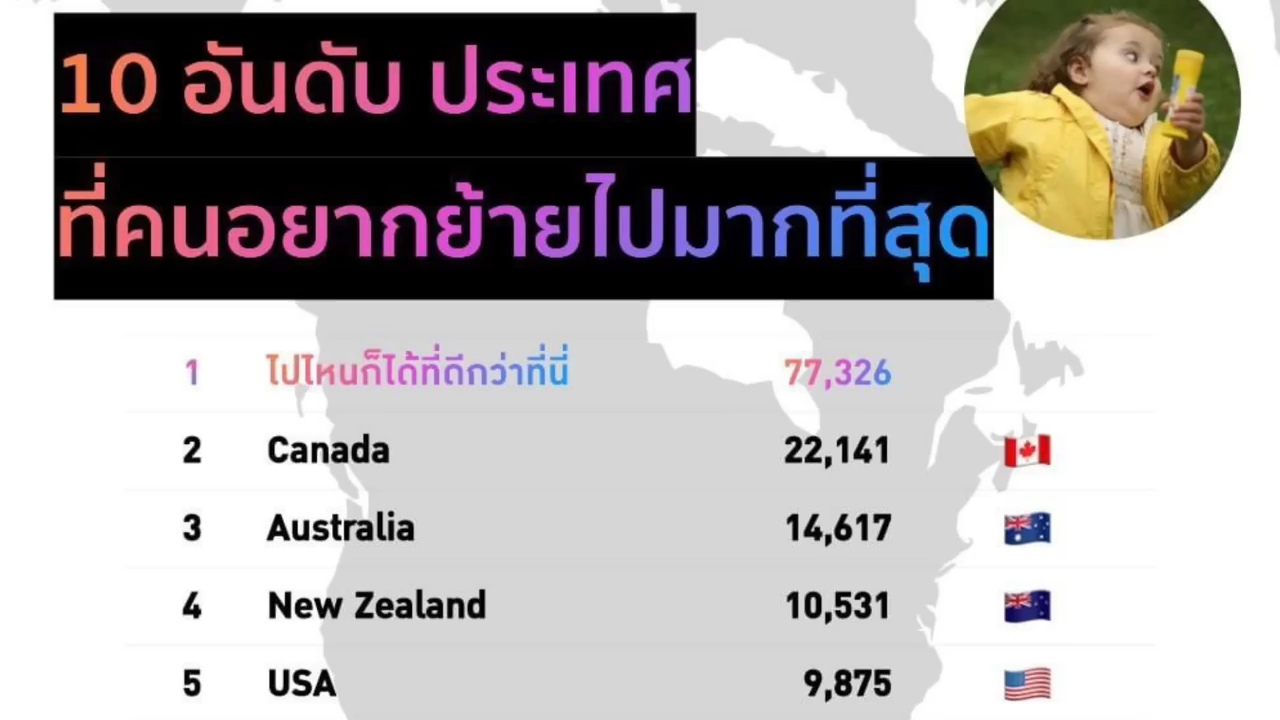 10 อันดับ ประเทศ
ที่คนอยากย้ายไปมากที่สุด
1 ไปไหนก็ได้ที่ดีกว่าที่นี่ 77,326
2 Canada 22,141
3 Australia 14,617
4 New Zealand 10,531
5 USA 9,875